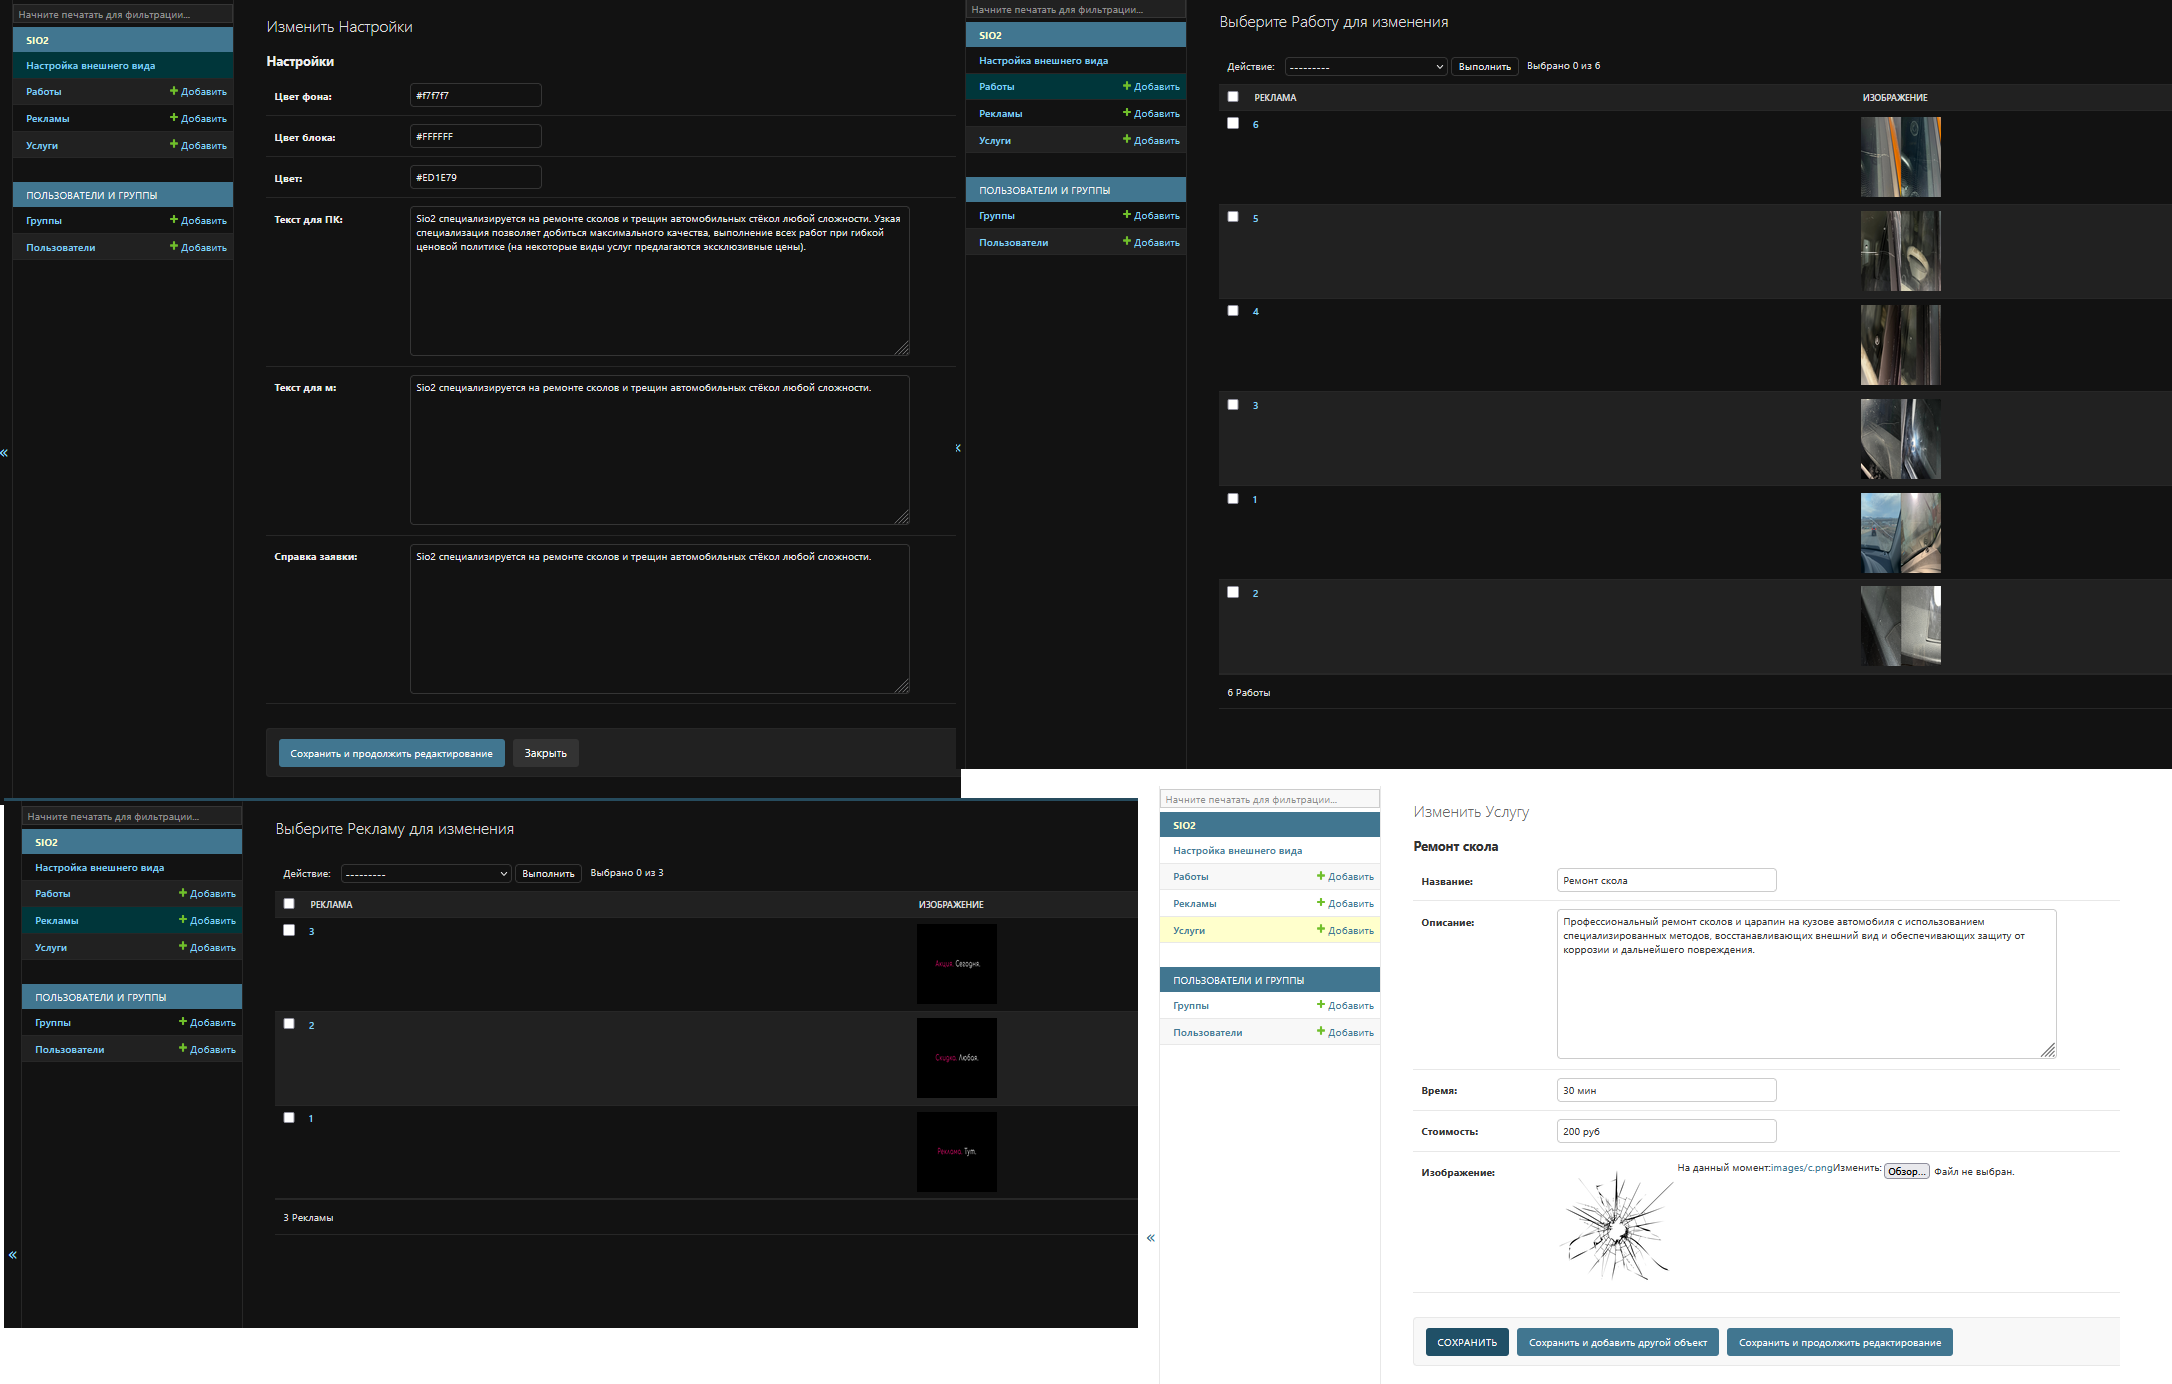 Начните печатать для фильтрации...
SIO2
Настройка внешнего вида
Работы
Добавить
Рекламы
Добавить
Услуги
Добавить
ПОЛЬЗОВАТЕЛИ И ГРУППЫ
Группы
Добавить
Пользователи
Добавить
«
Изменить Настройки
Настройки
Цвет фона:
#f7f7f7
Цвет блока:
#FFFFFF
Цвет:
#ED1E79
Текст для ПК:
Sio2 специализируется на ремонте сколов и трещин автомобильных стёкол любой сложности. Узкая
специализация позволяет добиться максимального качества, выполнение всех работ при гибкой
ценовой политике (на некоторые виды услуг предлагаются эксклюзивные цены).
Текст для м:
Sio2 специализируется на ремонте сколов и трещин автомобильных стёкол любой сложности.
Справка заявки:
Sio2 специализируется на ремонте сколов и трещин автомобильных стёкол любой сложности.
Сохранить и продолжить редактирование
Закрыть
Начните печатать для фильтрации...
SIO2
Настройка внешнего вида
Работы
Добавить
Рекламы
Добавить
Услуги
Добавить
ПОЛЬЗОВАТЕЛИ И ГРУППЫ
Группы
Добавить
Пользователи
Добавить
«
Выберите Работу для изменения
Действие:
---------
Выполнить
Выбрано 0 из 6
РЕКЛАМА
ИЗОБРАЖЕНИЕ
6
5
4
3
1
2
6 Работы
Начните печатать для фильтрации...
SIO2
Настройка внешнего вида
Работы
Добавить
Рекламы
Добавить
Услуги
Добавить
ПОЛЬЗОВАТЕЛИ И ГРУППЫ
Группы
Добавить
Пользователи
Добавить
«
Выберите Рекламу для изменения
Действие:
---------
Выполнить
Выбрано 0 из 3
РЕКЛАМА
ИЗОБРАЖЕНИЕ
3
Акция. Сегодня.
2
Скидка. Любая.
1
Реклама. Тут.
3 Рекламы
Начните печатать для фильтрации...
SIO2
Настройка внешнего вида
Работы
Добавить
Рекламы
Добавить
Услуги
Добавить
ПОЛЬЗОВАТЕЛИ И ГРУППЫ
Группы
Добавить
Пользователи
Добавить
«
Изменить Услугу
Ремонт скола
Название:
Ремонт скола
Описание:
Профессиональный ремонт сколов и царапин на кузове автомобиля с использованием
специализированных методов, восстанавливающих внешний вид и обеспечивающих защиту от
коррозии и дальнейшего повреждения.
Время:
30 мин
Стоимость:
200 руб
Изображение:
На данный момент:images/c.pngИзменить:
Обзор...
Файл не выбран.
СОХРАНИТЬ
Сохранить и добавить другой объект
Сохранить и продолжить редактирование